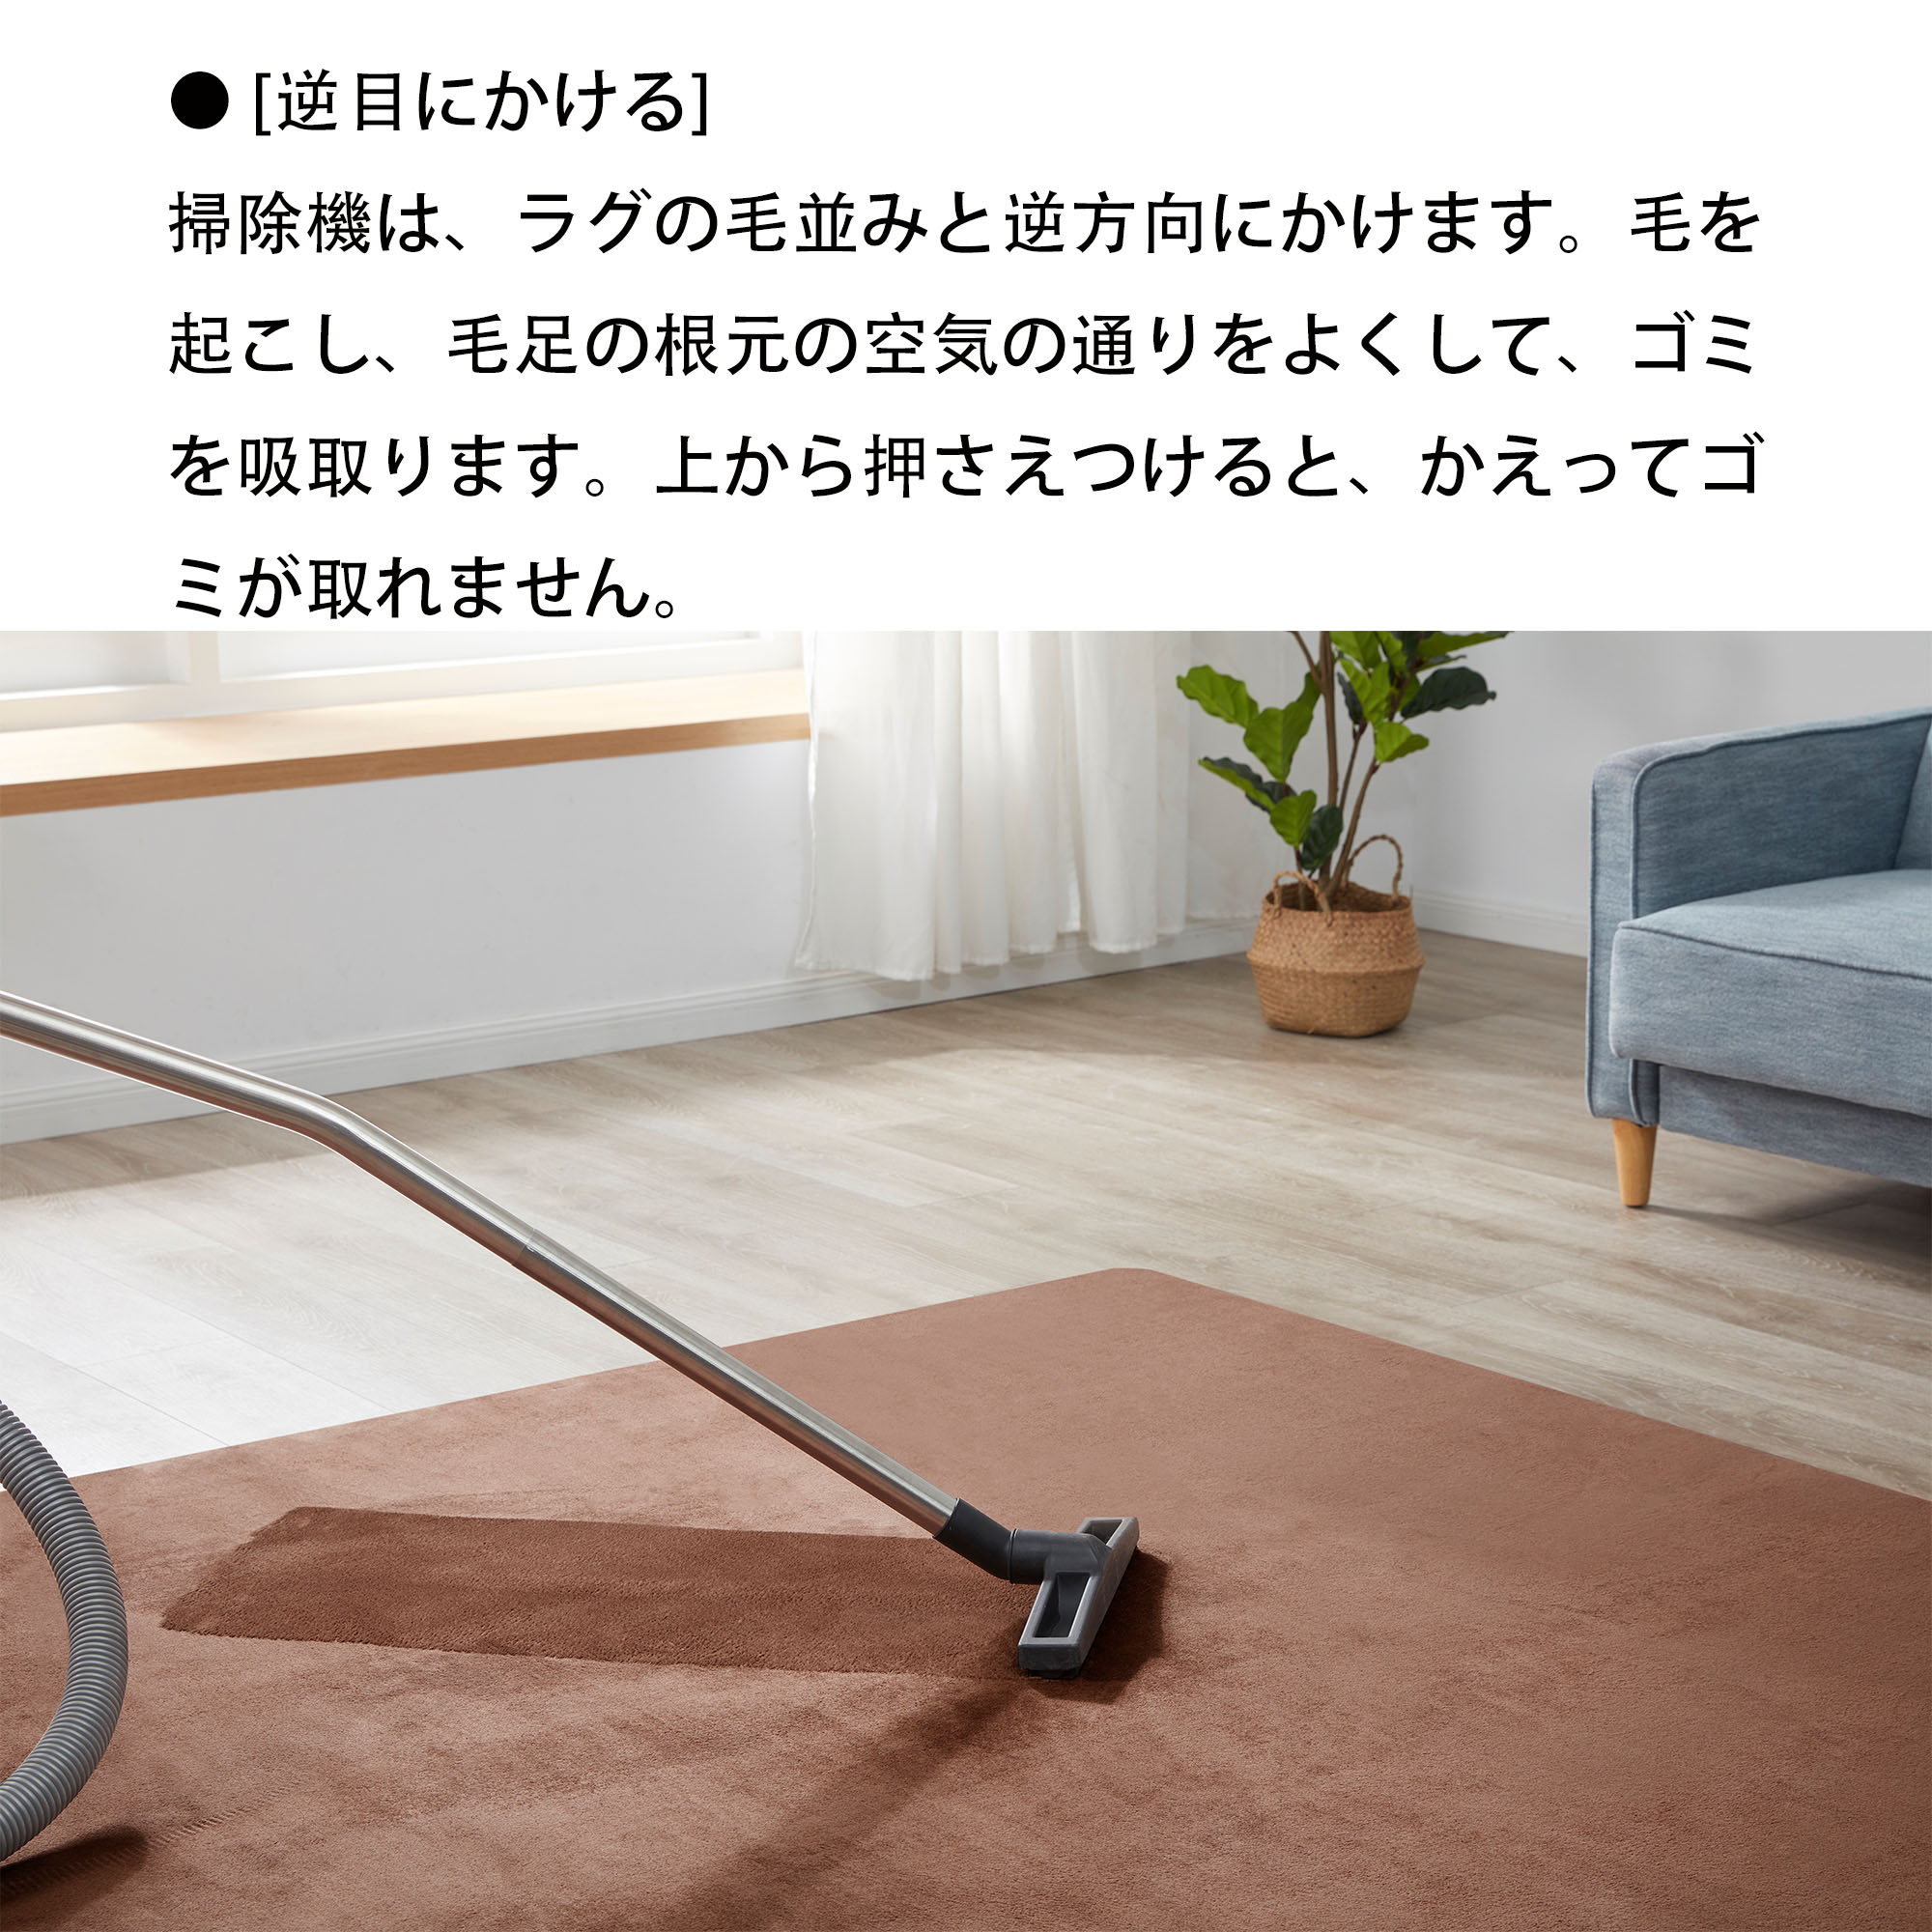 ● [逆目にかける]
掃除機は、ラグの毛並みと逆方向にかけます。毛を
起こし、毛足の根元の空気の通りをよくして、ゴミ
を吸取ります。上から押さえつけると、かえってゴ
ミが取れません。